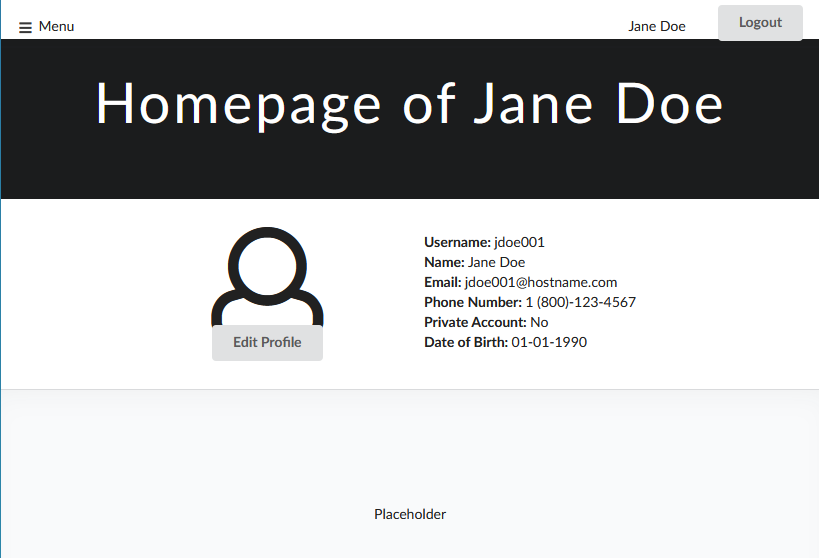 Menu
Jane Doe
Logout
Homepage of Jane Doe
Username: jdoe001
Name: Jane Doe
Email: jdoe001@hostname.com
Phone Number: 1 (800)-123-4567
Private Account: No
Date of Birth: 01-01-1990
Edit Profile
Placeholder